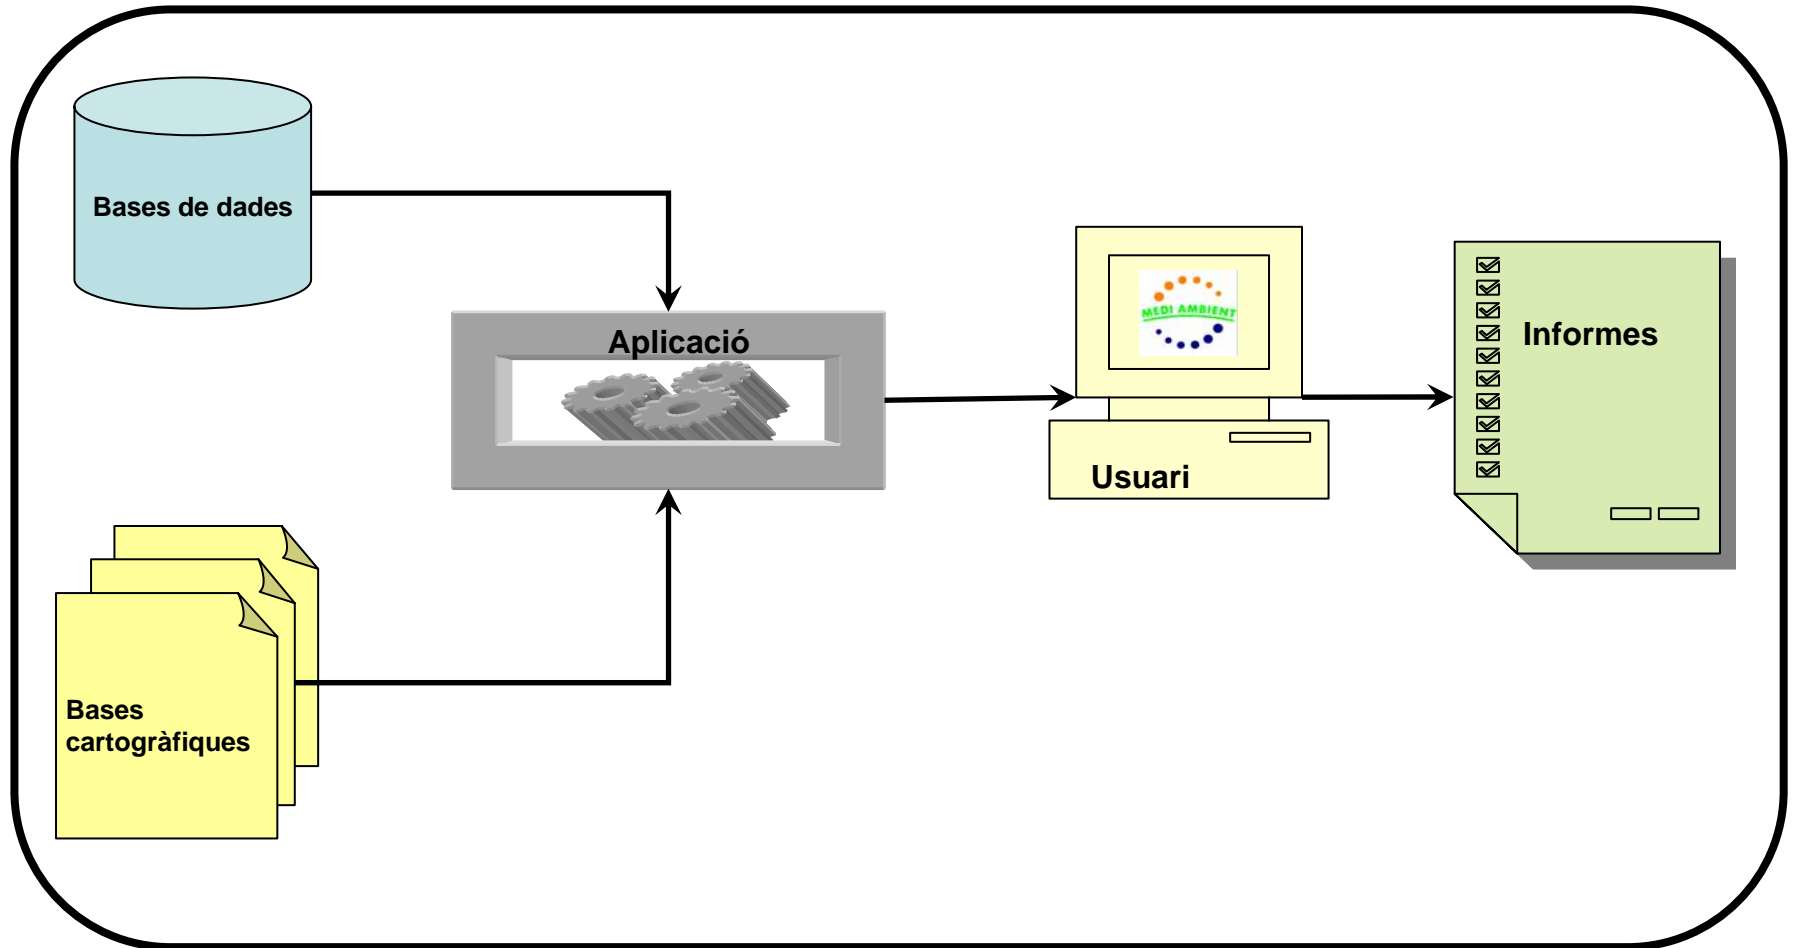 Bases de dades
Aplicació
MEDI AMBIENT
Usuari
Informes
Bases
cartogràfiques